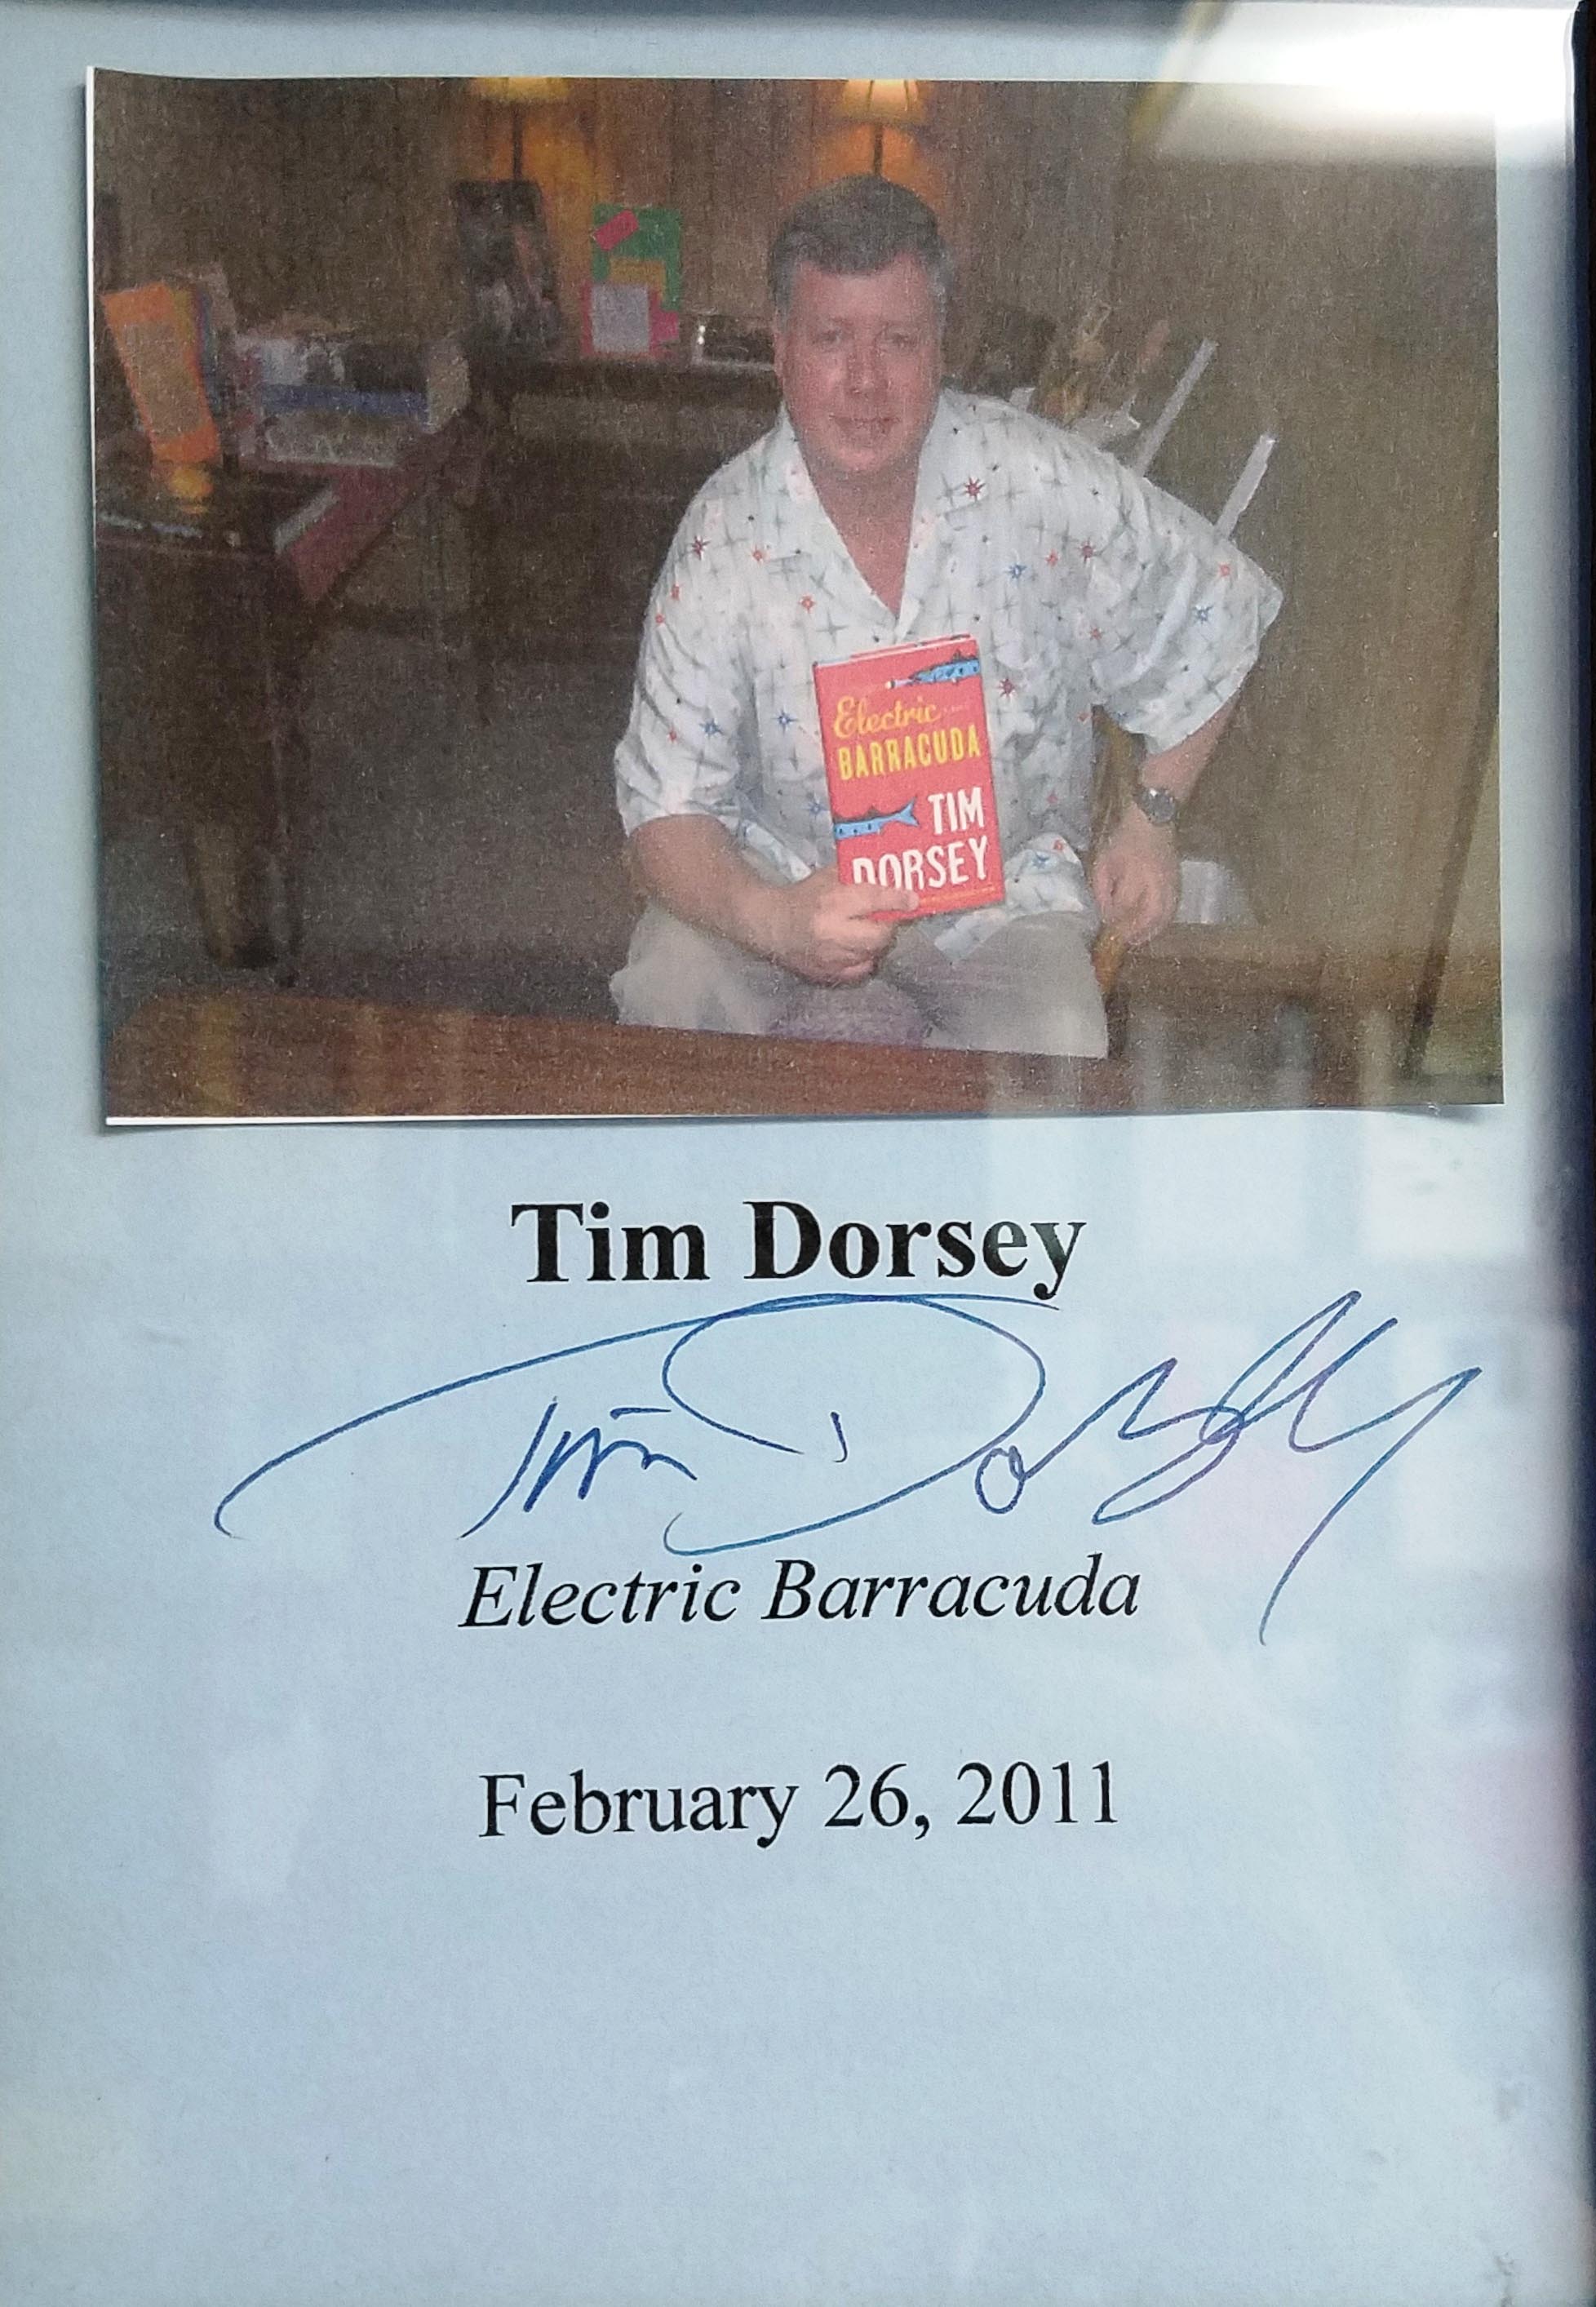 Electric
BARRACUDA
TIM
DORSEY
Tim Dorsey
Tim Dorsey
Electric Barracuda
February 26, 2011